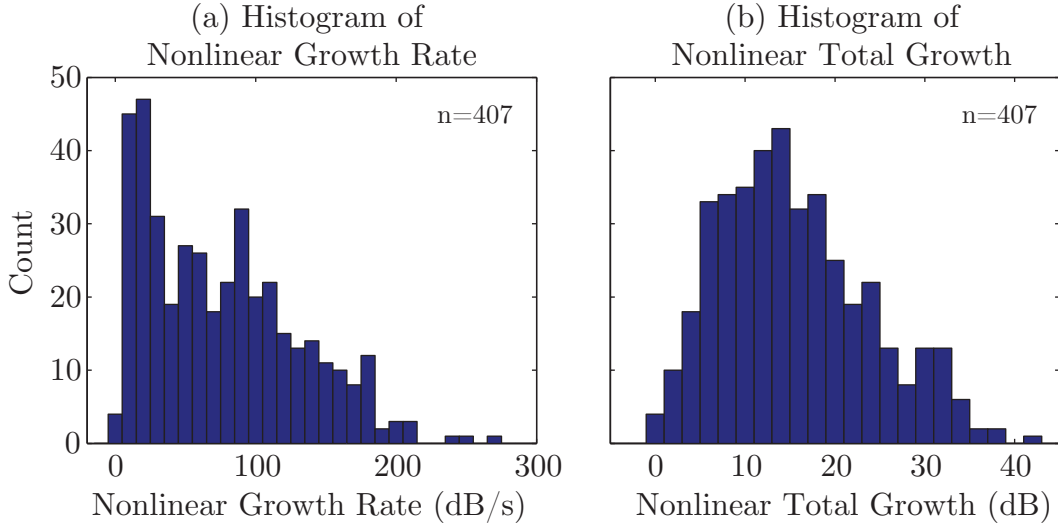 (a) Histogram of
Nonlinear Growth Rate
n=407
50
40
30
20
10
0
Count
0 100 200 300
Nonlinear Growth Rate (dB/s)
(b) Histogram of
Nonlinear Total Growth
n=407
0 10 20 30 40
Nonlinear Total Growth (dB)